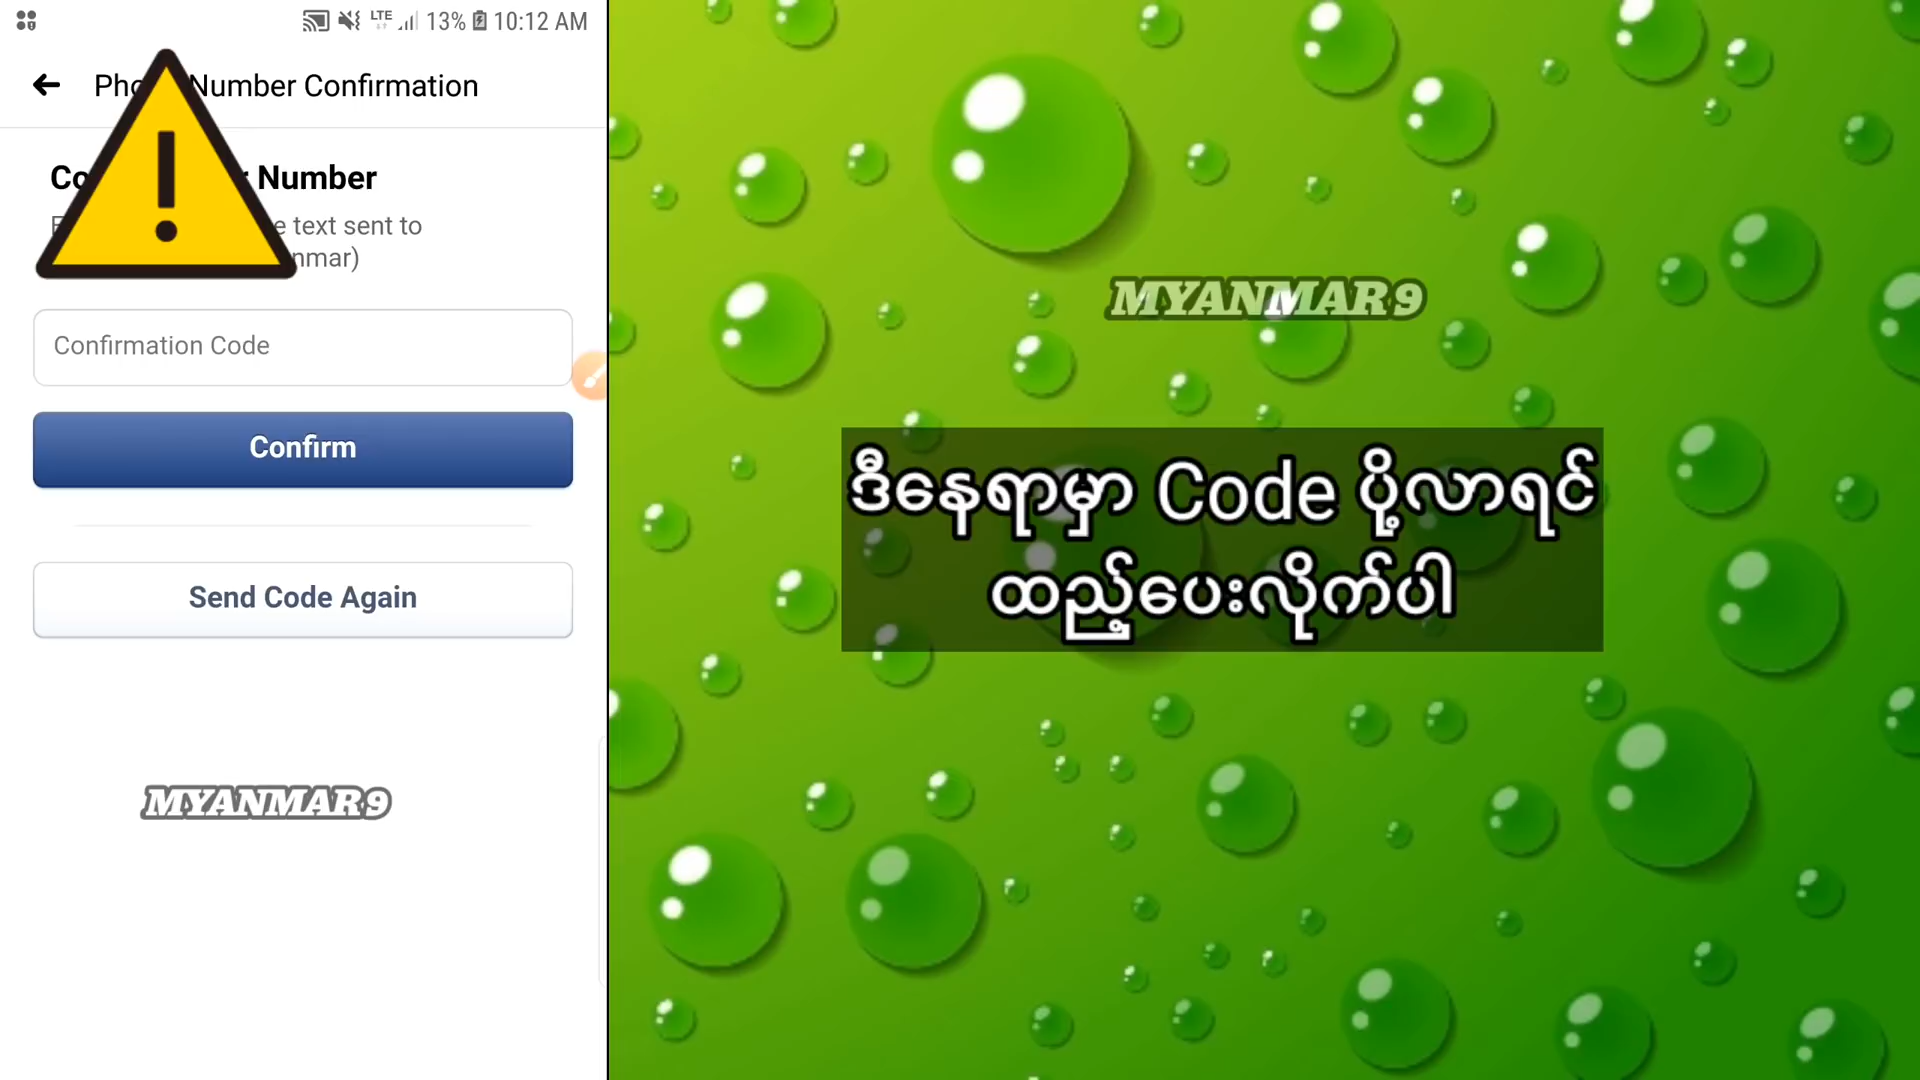 LTE 13% 10:12 AM
Number Confirmation
Number
text sent to
MYANMAR9
Confirmation Code
Confirm
ဒီနေရာမှာ Code ပို့လာရင်
ထည့်ပေးလိုက်ပါ
Send Code Again
MYANMAR9